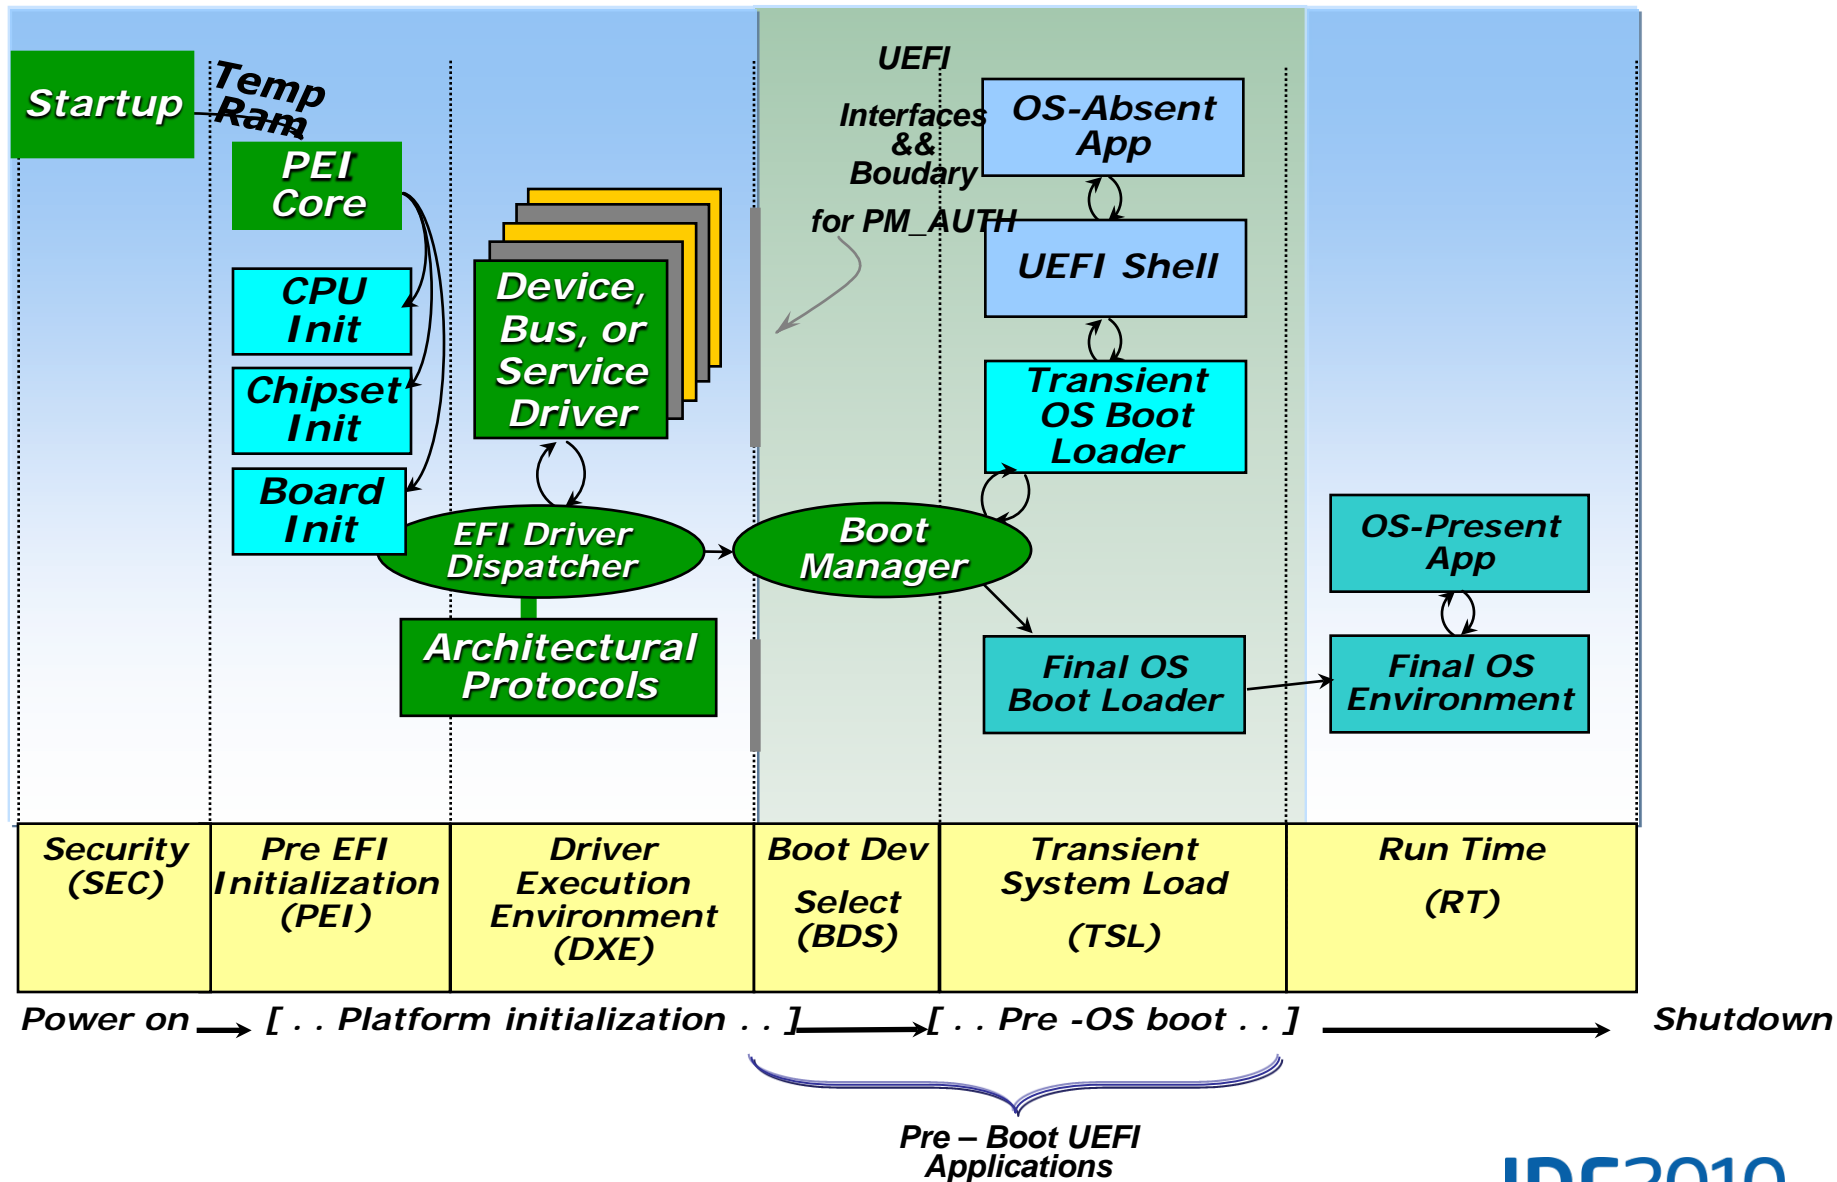 Startup
Temp
Ram
PEI
Core
CPU
Init
Chipset
Init
Board
Init
Device,
Bus, or
Service
Driver
EFI Driver
Dispatcher
Architectural
Protocols
UEFI
Interfaces
&&
Boudary
for PM_AUTH
Boot
Manager
OS-Absent
App
UEFI Shell
Transient
OS Boot
Loader
Final OS
Boot Loader
OS-Present
App
Final OS
Environment
Security
(SEC)
Pre EFI
Initialization
(PEI)
Driver
Execution
Environment
(DXE)
Boot Dev
Select
(BDS)
Transient
System Load
(TSL)
Run Time
(RT)
Power on
[ . . Platform initialization . . ]
[ . . Pre -OS boot . . ]
Shutdown
Pre – Boot UEFI
Applications
IDF2010